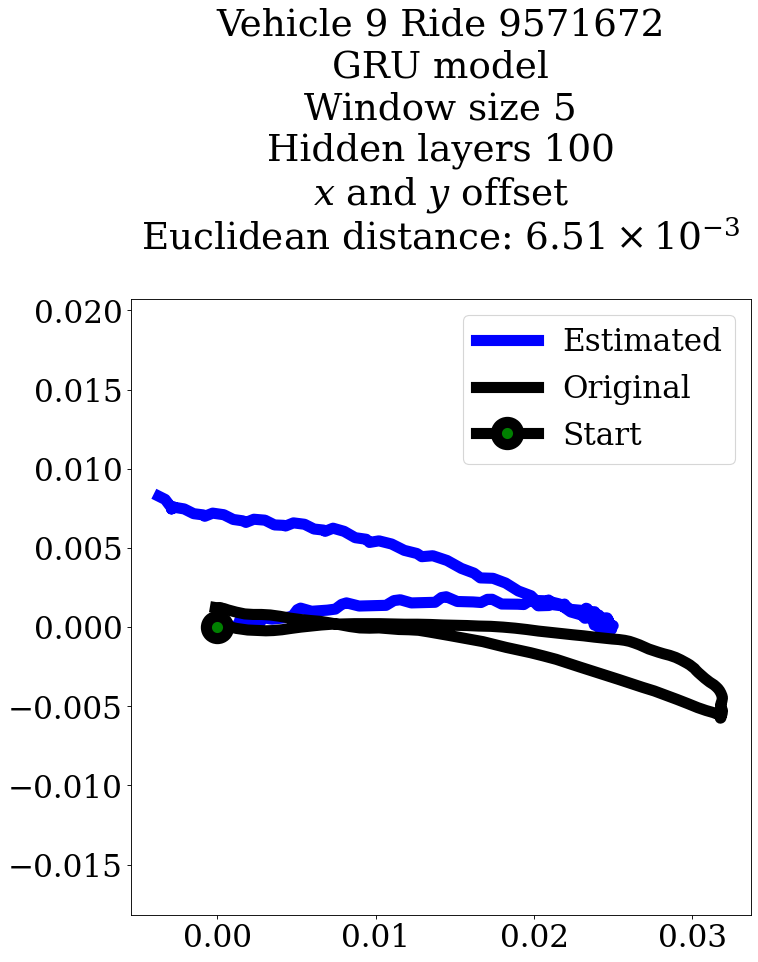 Vehicle 9 Ride 9571672
GRU model
Window size 5
Hidden layers 100
x and y offset
Euclidean distance: 6.51 × 10⁻³
Estimated
Original
Start
0.020
0.015
0.010
0.005
0.000
−0.005
−0.010
−0.015
0.00 0.01 0.02 0.03